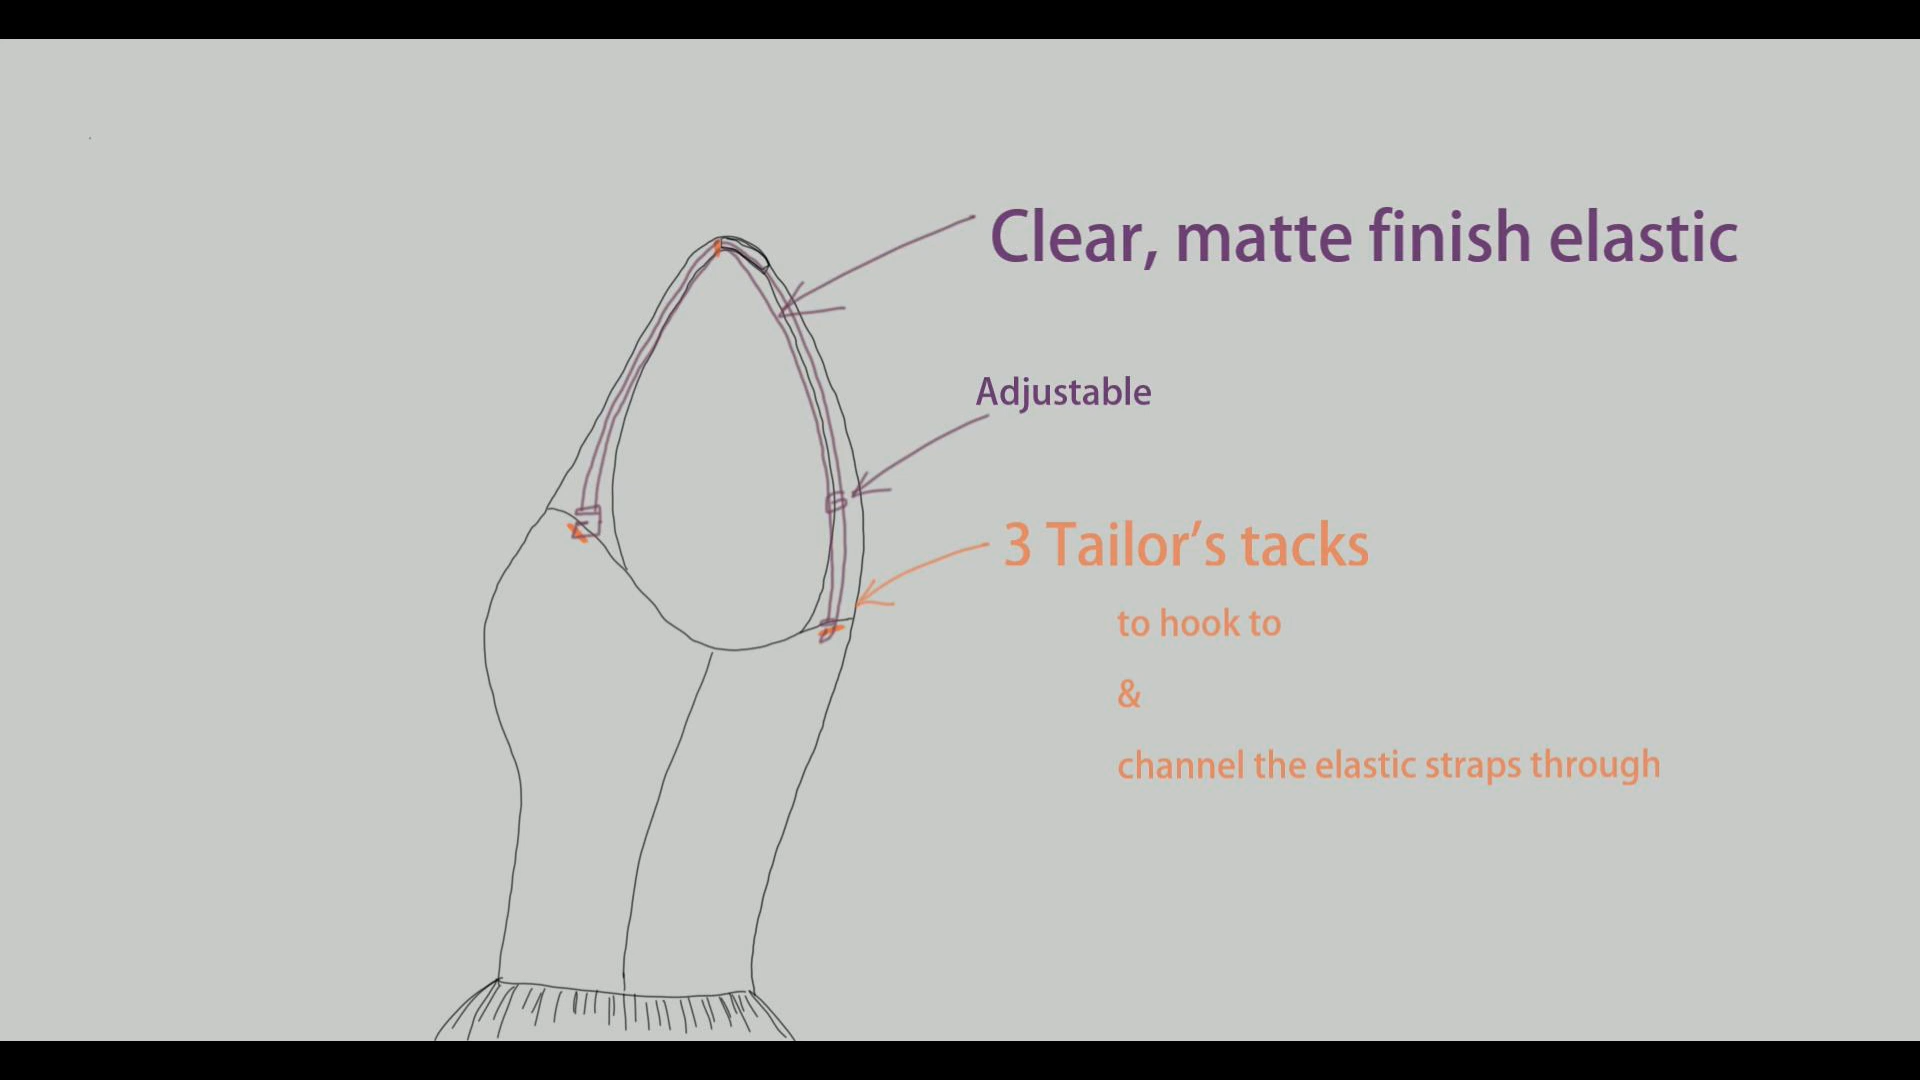 Clear, matte finish elastic
Adjustable
3 Tailor’s tacks
to hook to
&
channel the elastic straps through